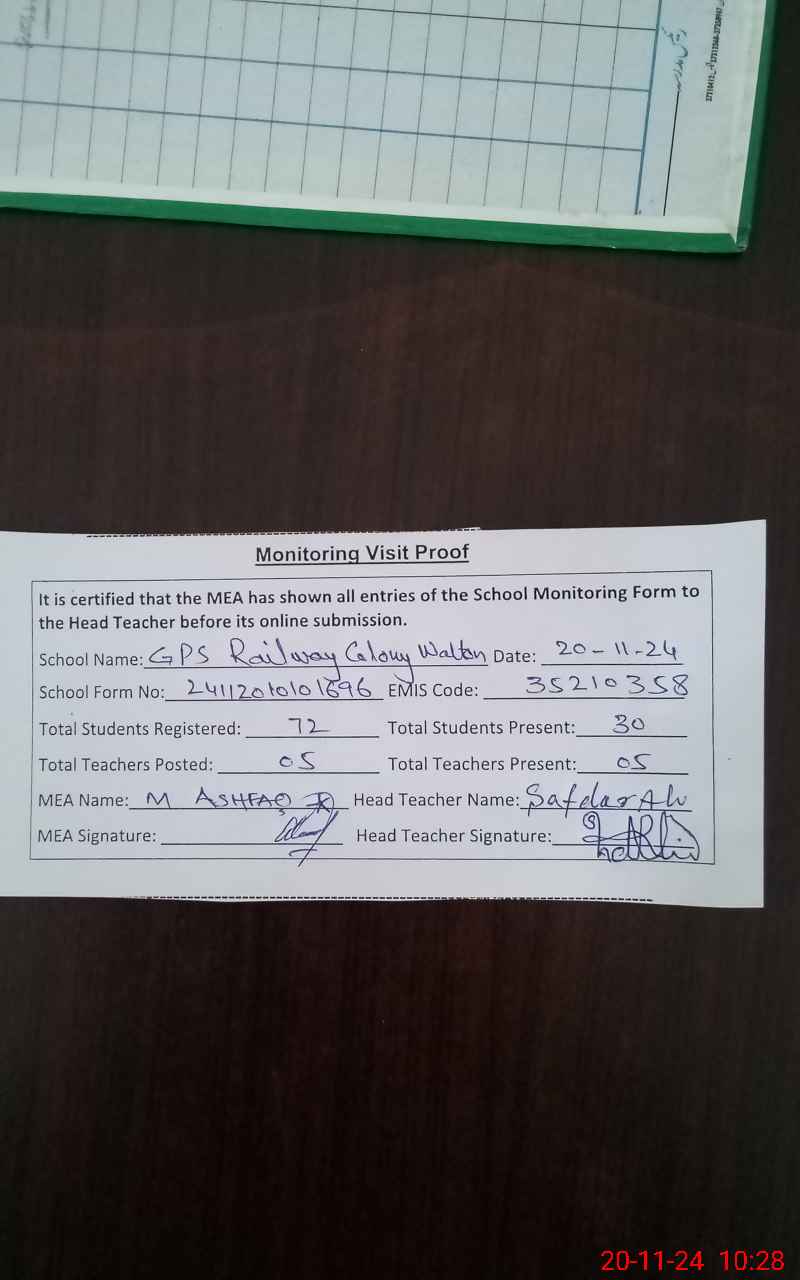 رئیس مدرسہ
Monitoring Visit Proof
It is certified that the MEA has shown all entries of the School Monitoring Form to
the Head Teacher before its online submission.
School Name: GPS Railway Colony Walton Date: 20-11-24
School Form No: 2411201010101696 EMIS Code: 35210358
Total Students Registered: 72 Total Students Present: 30
Total Teachers Posted: 05 Total Teachers Present: 05
MEA Name: M ASHFAQ Head Teacher Name: Safdar Ali
MEA Signature: Head Teacher Signature:
20-11-24 10:28